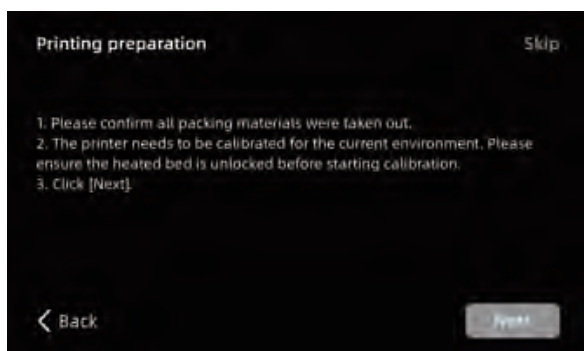 Printing preparation
Skip
1. Please confirm all packing materials were taken out.
2. The printer needs to be calibrated for the current environment. Please
ensure the heated bed is unlocked before starting calibration.
3. Click [Next].
Back
Next